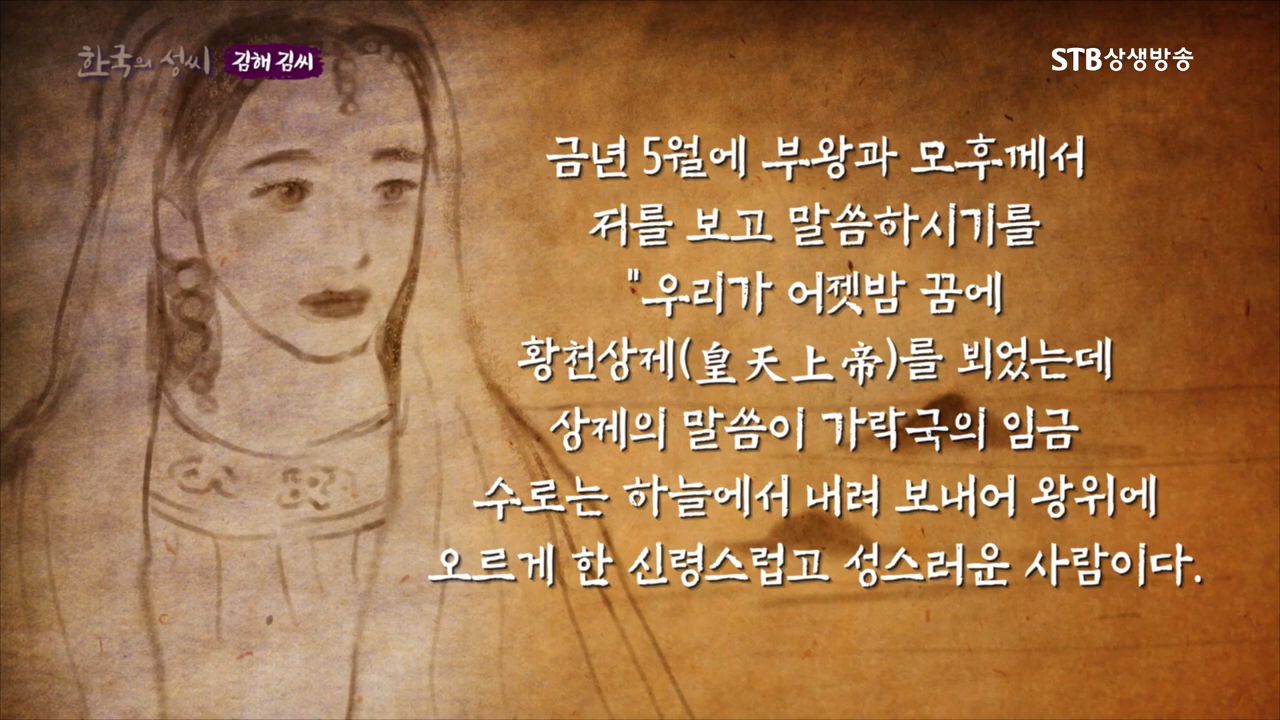 한국의 성씨 김해 김씨
STB상생방송
금년 5월에 부왕과 모후께서
저를 보고 말씀하시기를
"우리가 어젯밤 꿈에
황천상제(皇天上帝)를 뵈었는데
상제의 말씀이 가락국의 임금
수로는 하늘에서 내려 보내어 왕위에
오르게 한 신령스럽고 성스러운 사람이다.